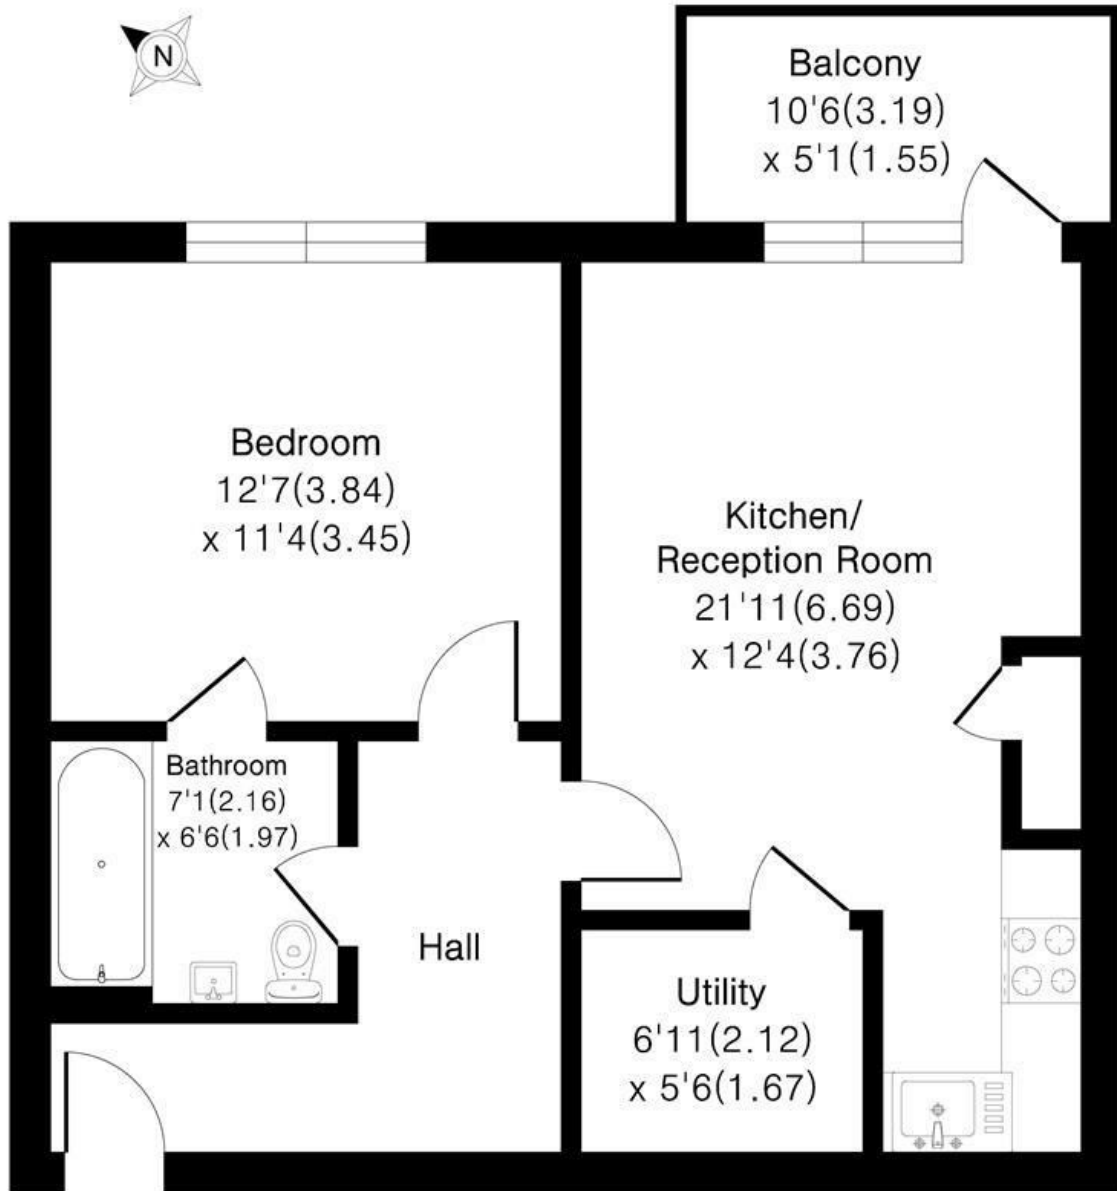 N
Balcony
10'6(3.19)
x 5'1(1.55)
Bedroom
12'7(3.84)
x 11'4(3.45)
Kitchen/
Reception Room
21'11(6.69)
x 12'4(3.76)
Bathroom
7'1(2.16)
x 6'6(1.97)
Hall
Utility
6'11(2.12)
x 5'6(1.67)